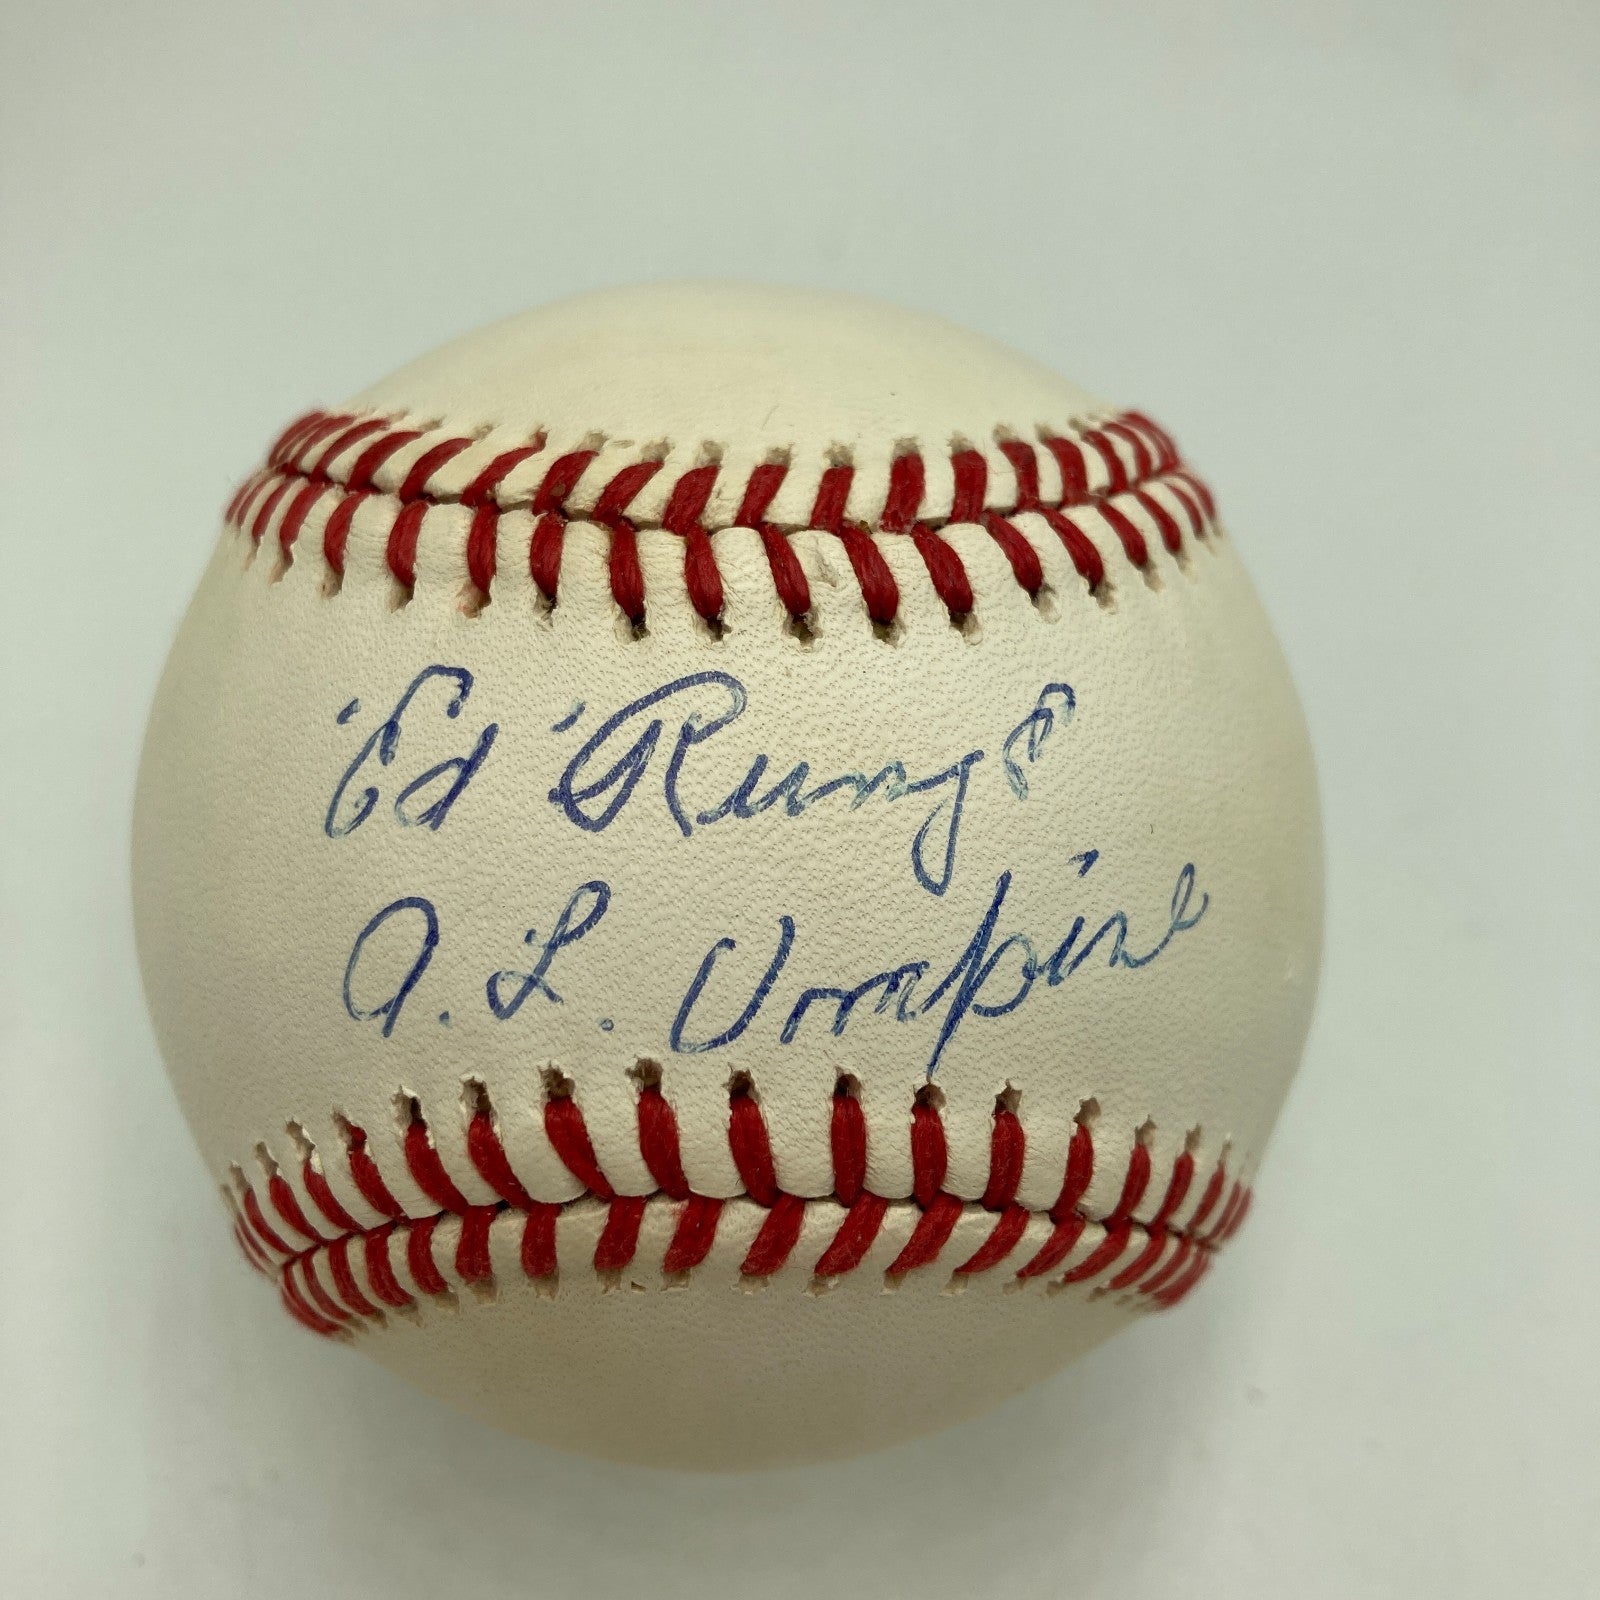 Ed Runge
A.L. Umpire